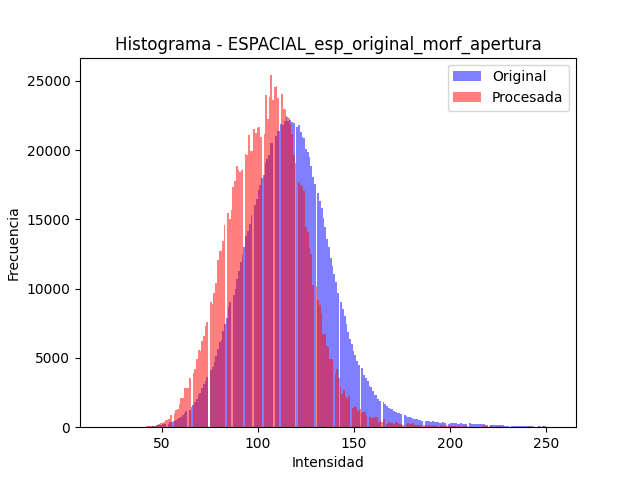 Histograma - ESPACIAL_esp_original_morf_apertura
Original
Procesada
Frecuencia
25000
20000
15000
10000
5000
0
50
100
150
200
250
Intensidad